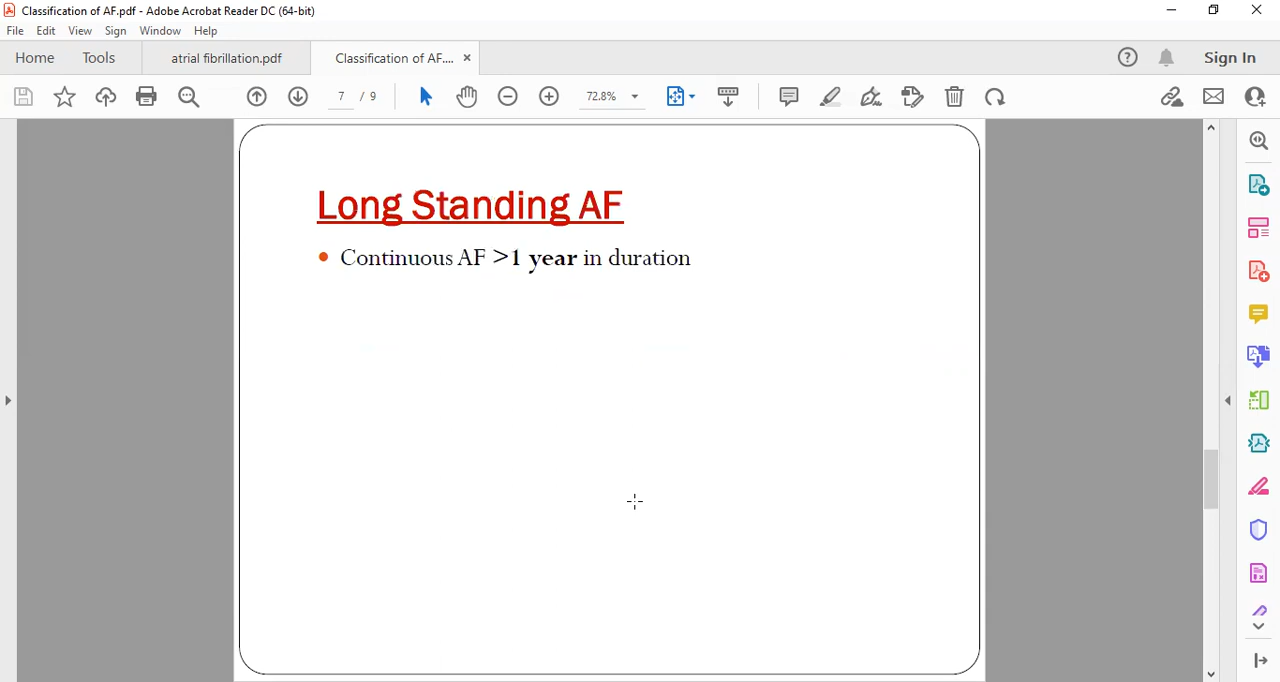 Classification of AF.pdf - Adobe Acrobat Reader DC (64-bit)
File Edit View Sign Window Help
Home Tools atrial fibrillation.pdf Classification of AF.... × Sign In
7 / 9 72.8%
Long Standing AF
• Continuous AF >1 year in duration